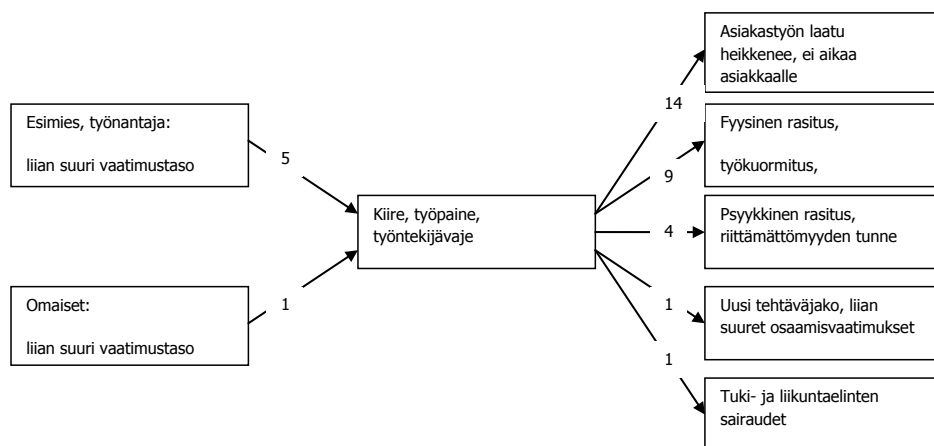 Asiakastyön laatu
heikkenee, ei aikaa
asiakkaalle
14
Esimies, työnantaja:
liian suuri vaatimustaso
5
Fyysinen rasitus,
työkuormitus,
9
Kiire, työpaine,
työntekijävaje
4
Psyykkinen rasitus,
riittämättömyyden tunne
Omaiset:
liian suuri vaatimustaso
1
1
Uusi tehtäväjako, liian
suuret osaamisvaatimukset
1
Tuki- ja liikuntaelinten
sairaudet